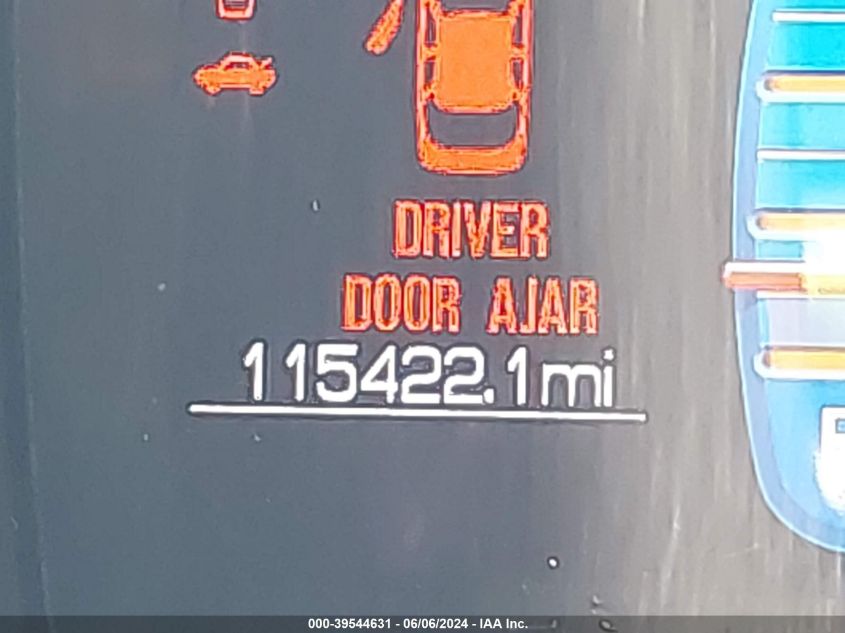 DRIVER
DOOR AJAR
115422.1mi
000-39544631 - 06/06/2024 - IAA Inc.